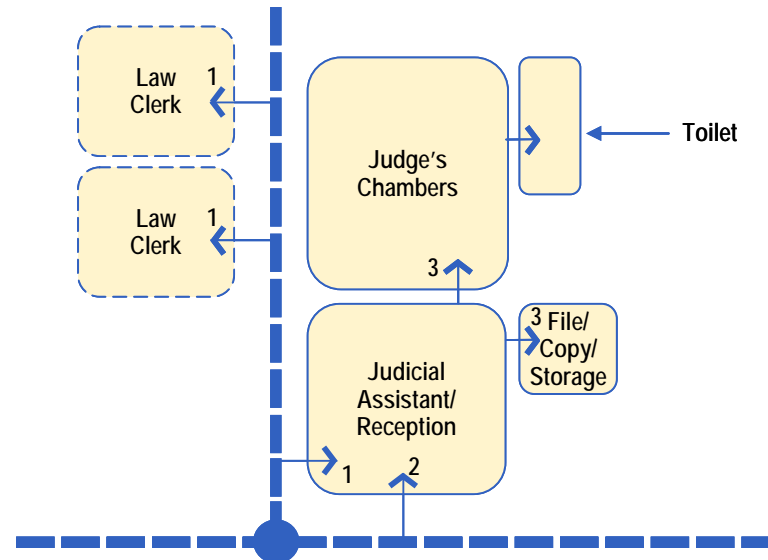 Law
Clerk
1
Law
Clerk
1
Judge's
Chambers
Toilet
3
3 File/
Copy/
Storage
Judicial
Assistant/
Reception
1
2